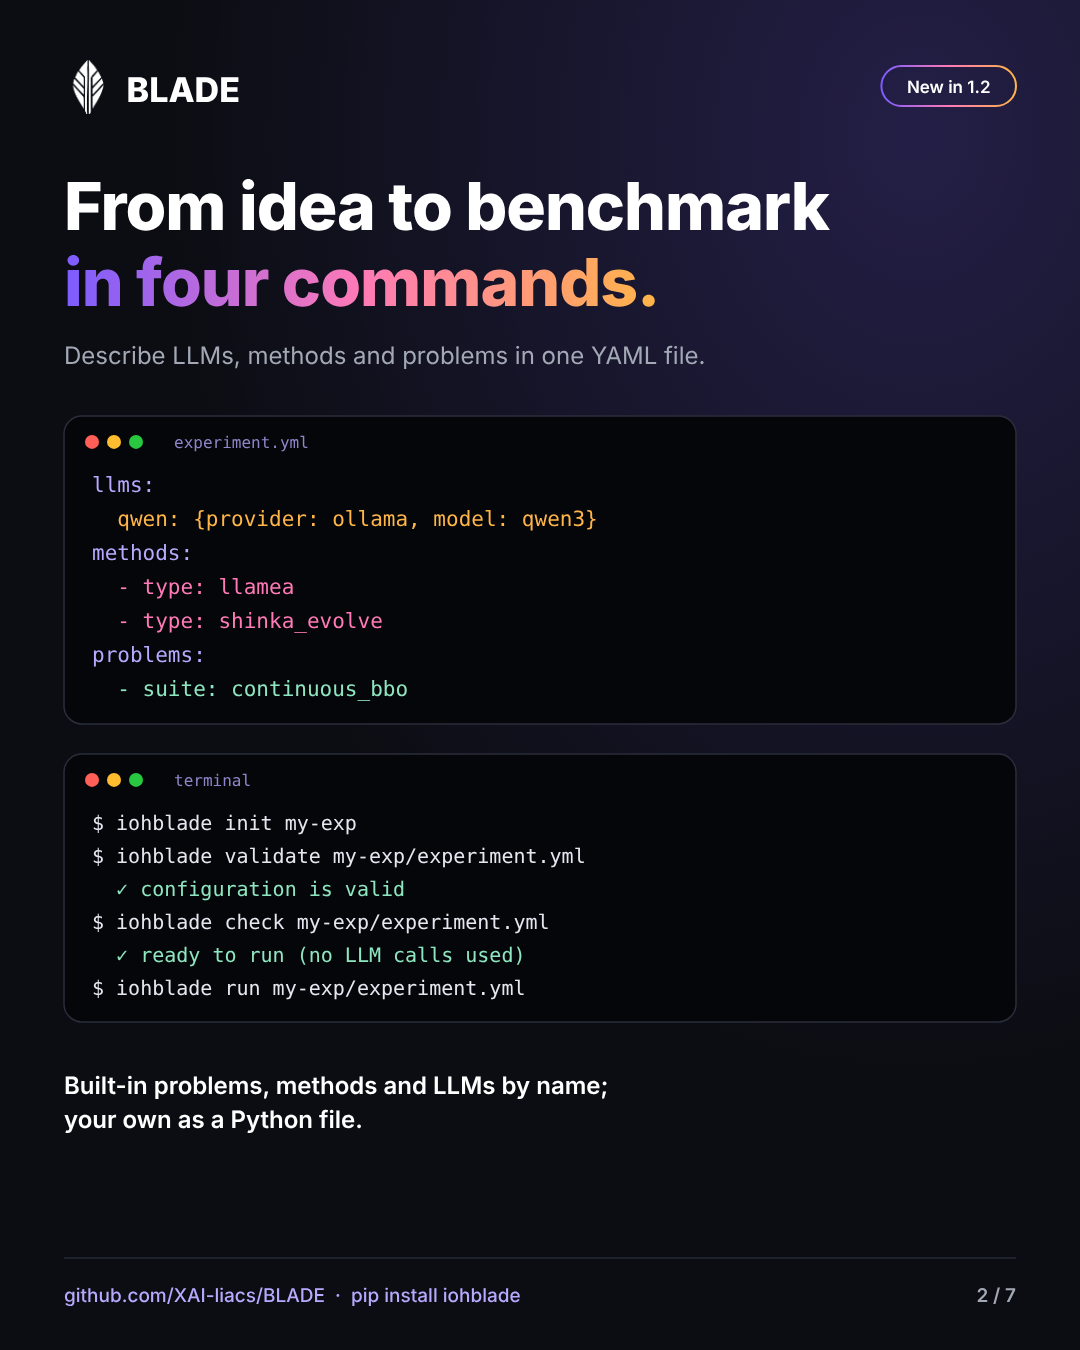 BLADE
New in 1.2
From idea to benchmark
in four commands.
Describe LLMs, methods and problems in one YAML file.
experiment.yml
llms:
  qwen: {provider: ollama, model: qwen3}
methods:
  - type: llamea
  - type: shinka_evolve
problems:
  - suite: continuous_bbo
terminal
$ iohblade init my-exp
$ iohblade validate my-exp/experiment.yml
  ✓ configuration is valid
$ iohblade check my-exp/experiment.yml
  ✓ ready to run (no LLM calls used)
$ iohblade run my-exp/experiment.yml
Built-in problems, methods and LLMs by name;
your own as a Python file.
github.com/XAI-liacs/BLADE · pip install iohblade
2 / 7